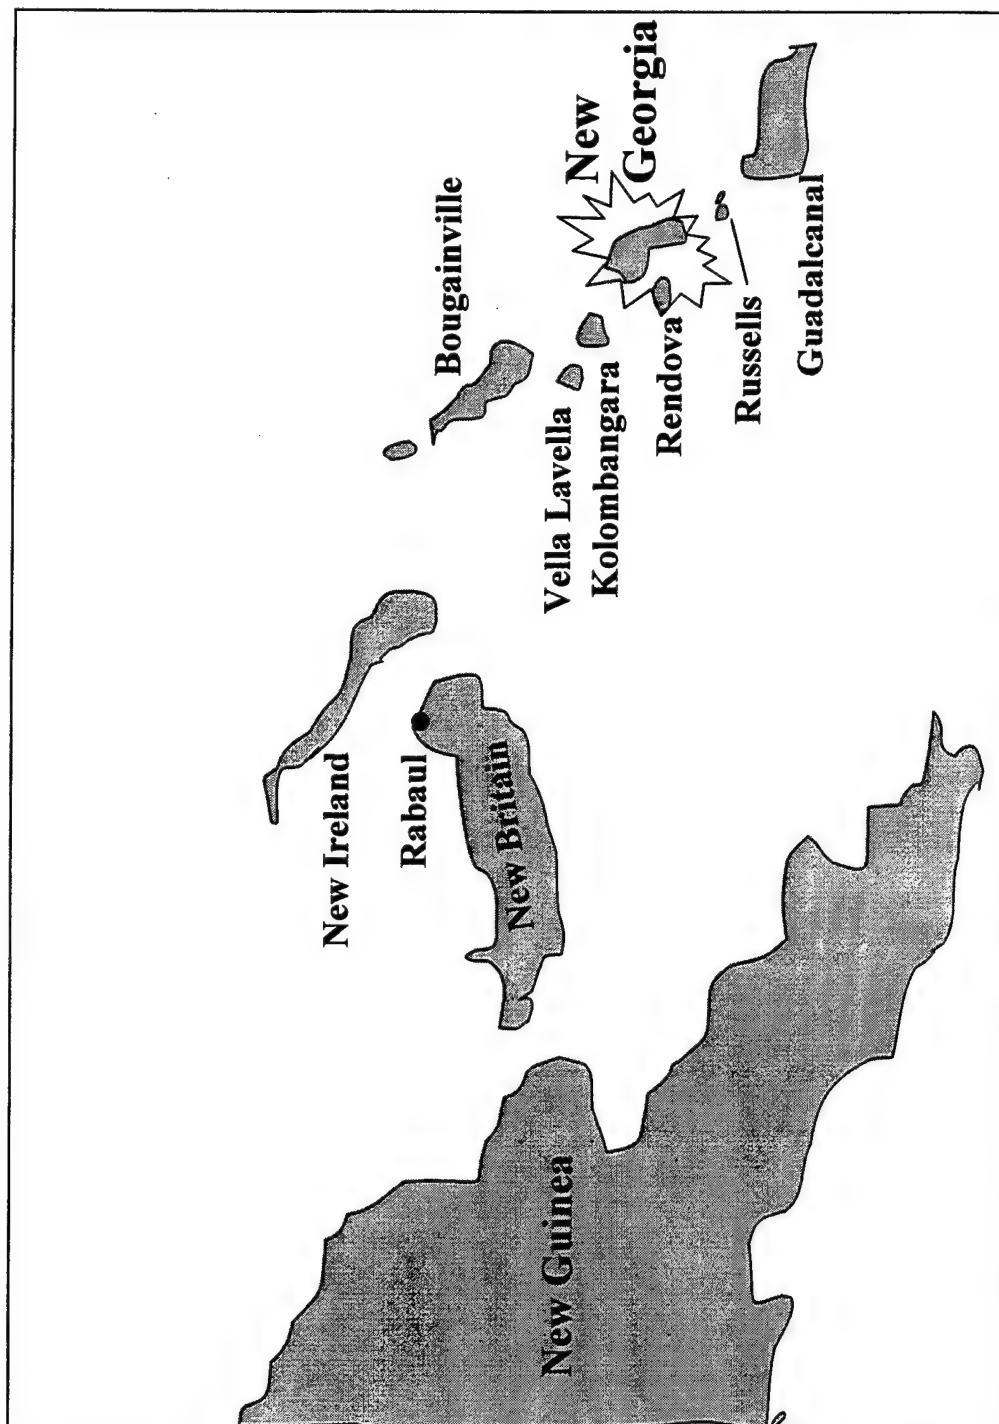 New Ireland
Rabaul
New Britain
New Guinea
Bougainville
Vella Lavella
Kolombangara
Rendova
New
Georgia
Russells
Guadalcanal